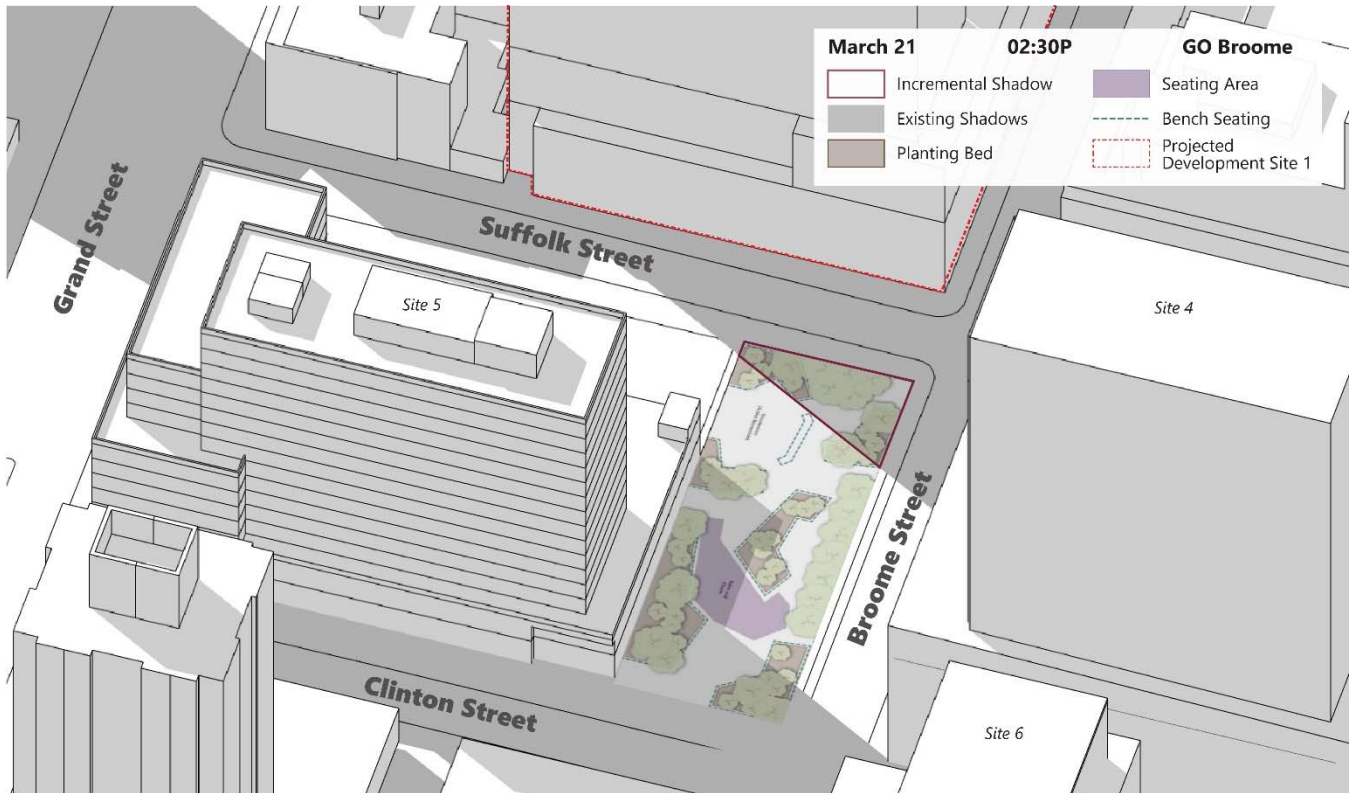 March 21 02:30P GO Broome
Incremental Shadow
Existing Shadows
Planting Bed
Seating Area
Bench Seating
Projected
Development Site 1
Grand Street
Suffolk Street
Site 5
Site 4
Broome Street
Clinton Street
Site 6